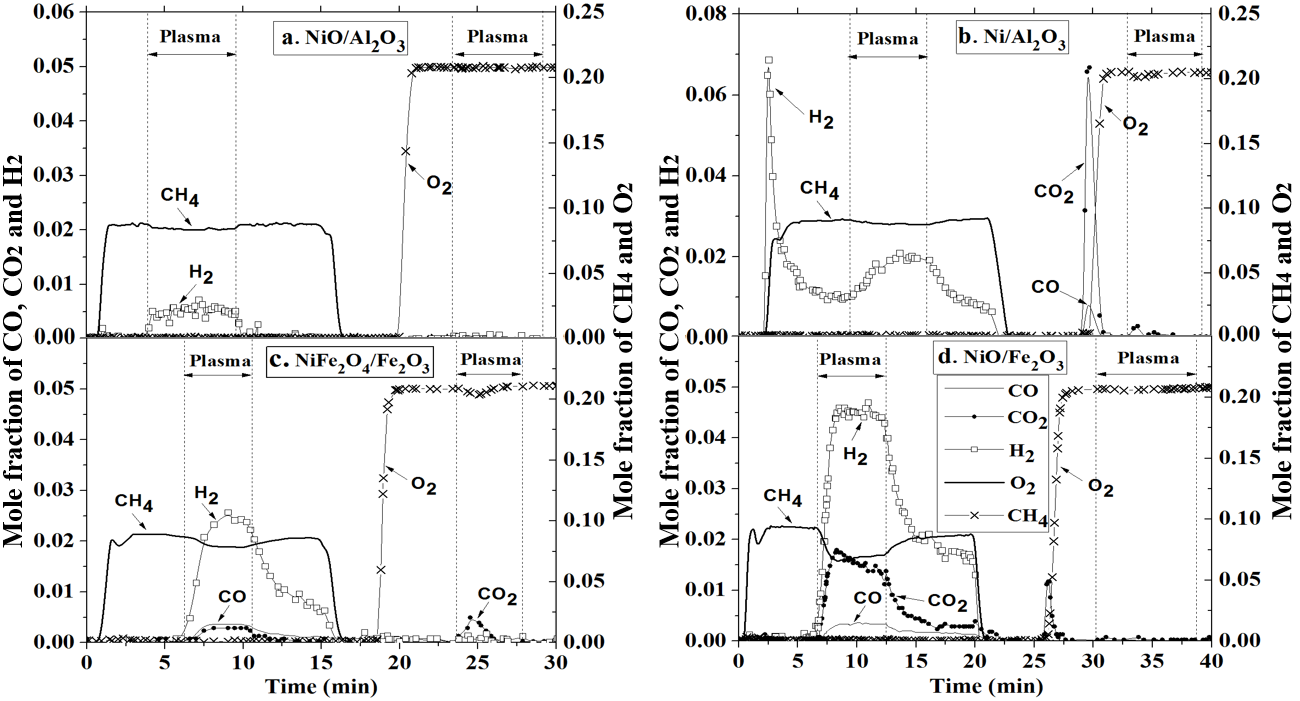 Mole fraction of CO, CO2 and H2
0.06
0.05
0.04
0.03
0.02
0.01
0.00
Plasma
a. NiO/Al2O3
Plasma
CH4
H2
O2
0.25
0.20
0.15
0.10
0.05
0.00
Mole fraction of CH4 and O2
Mole fraction of CO, CO2 and H2
0.08
0.06
0.04
0.02
0.00
Plasma
b. Ni/Al2O3
Plasma
H2
CH4
CO2
CO
O2
0.25
0.20
0.15
0.10
0.05
0.00
Mole fraction of CH4 and O2
0.05
0.04
0.03
0.02
0.01
0.00
Plasma
c. NiFe2O4/Fe2O3
Plasma
CH4
H2
CO
O2
CO2
0.20
0.15
0.10
0.05
0.00
0 5 10 15 20 25 30
Time (min)
0.05
0.04
0.03
0.02
0.01
0.00
Plasma
d. NiO/Fe2O3
Plasma
CO
CO2
H2
O2
CH4
CH4
H2
CO
CO2
O2
0.20
0.15
0.10
0.05
0.00
0 5 10 15 20 25 30 35 40
Time (min)